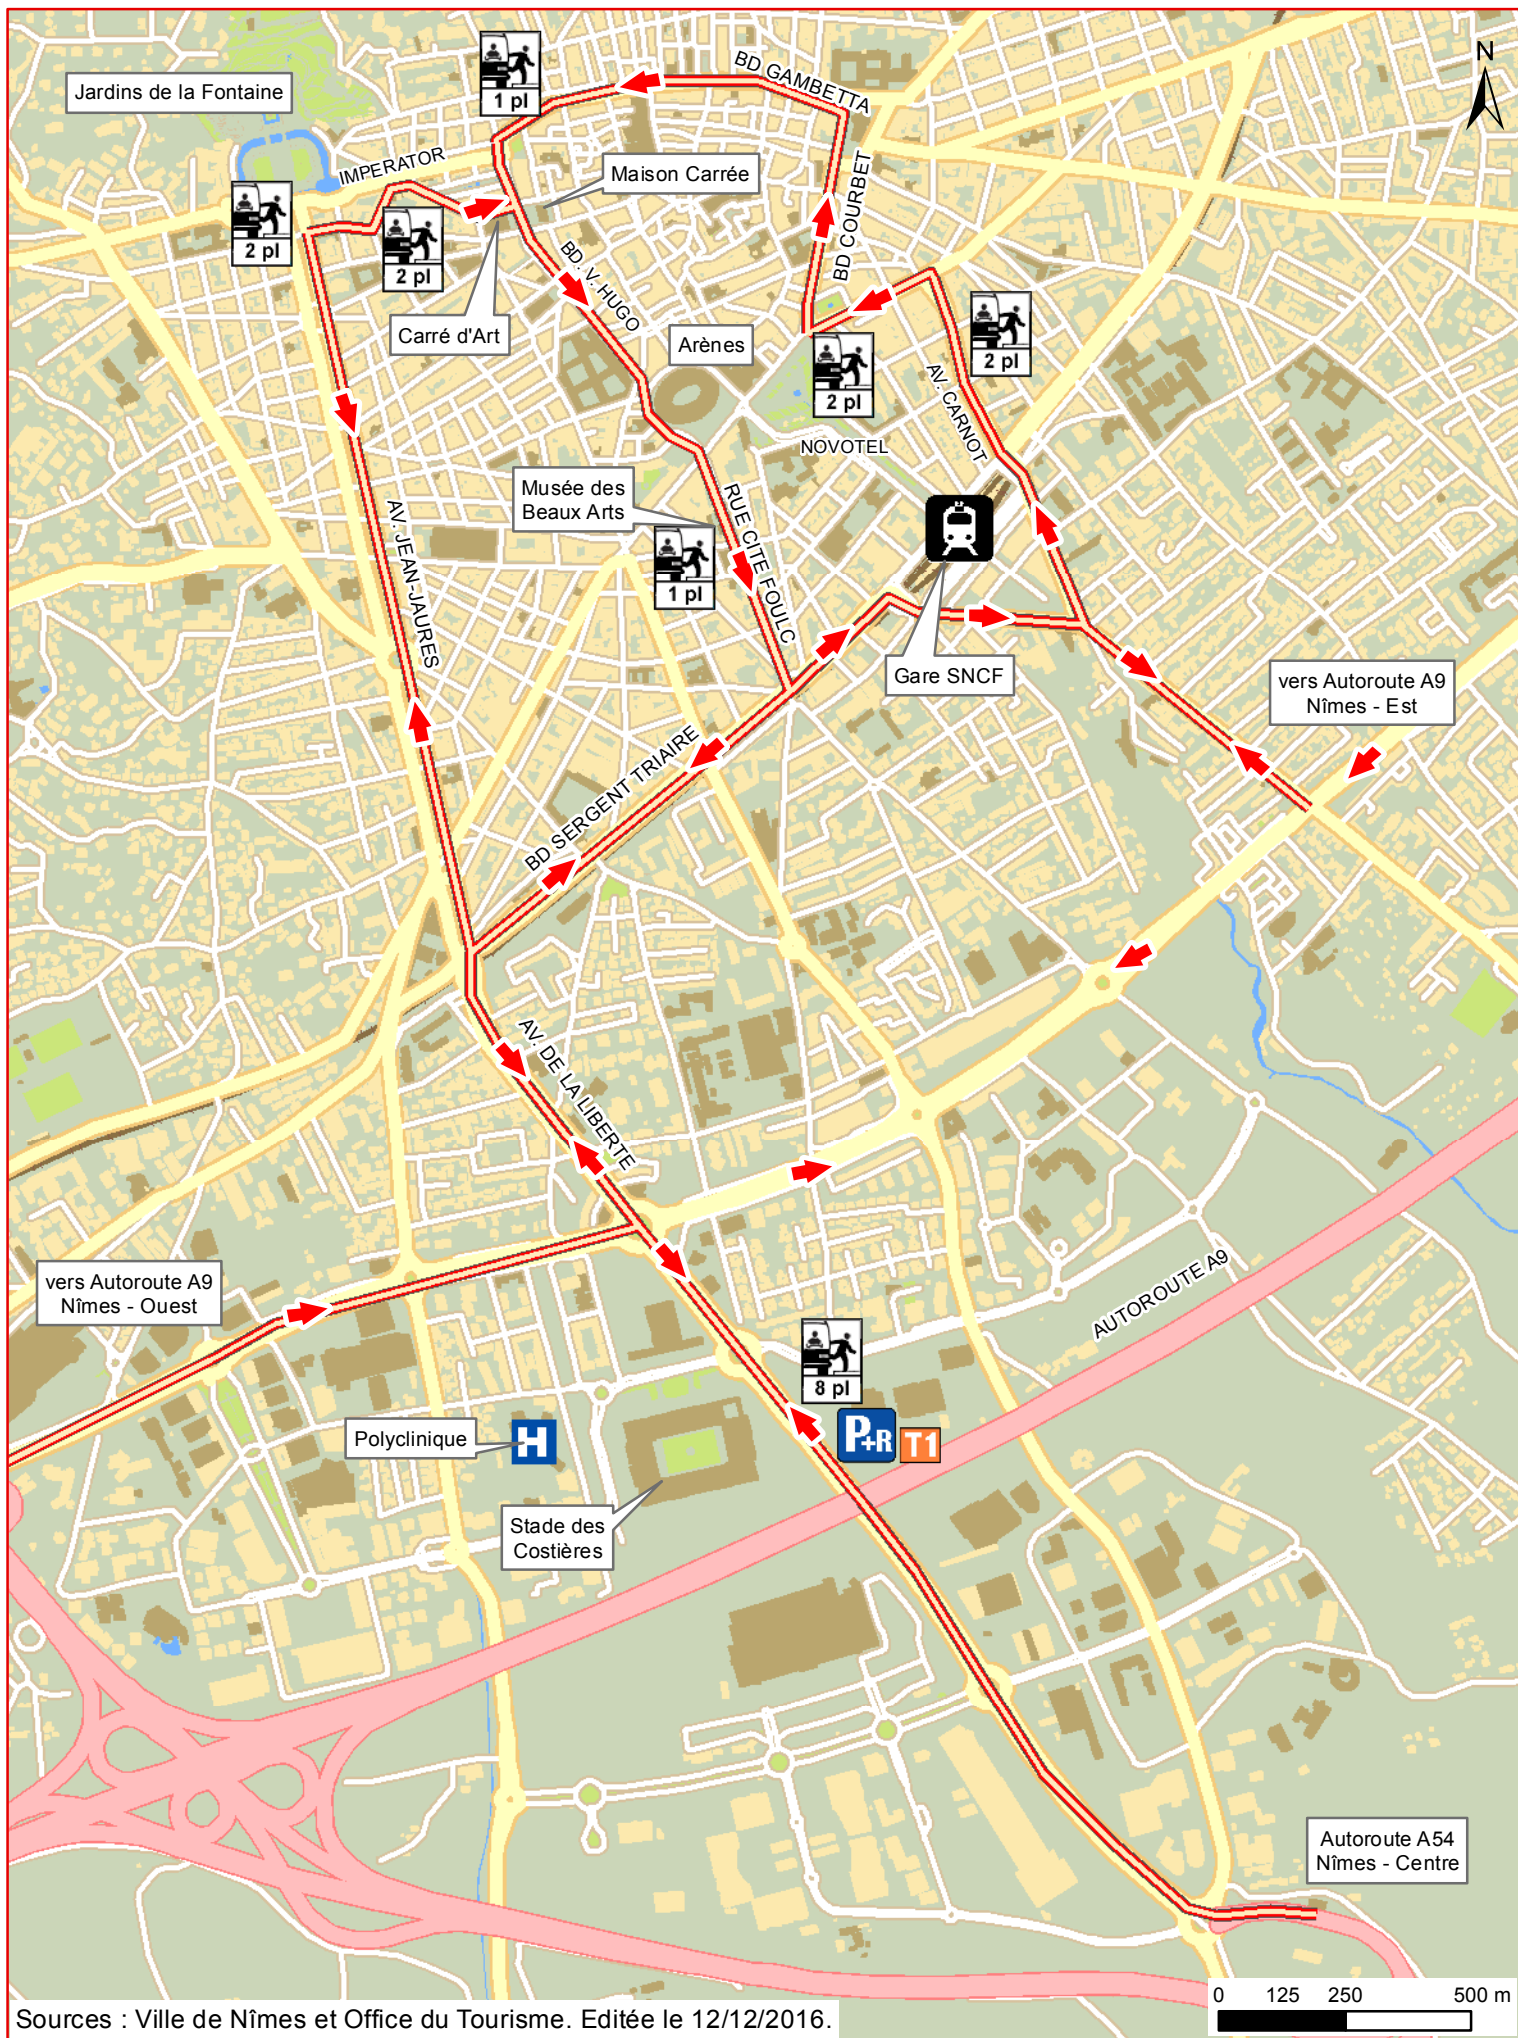 N
BD GAMBETTA
Jardins de la Fontaine
1 pl
IMPERATOR
Maison Carrée
BD COURBET
2 pl
2 pl
BD. V. HUGO
Carré d'Art
Arènes
2 pl
2 pl
AV. CARNOT
NOVOTEL
Musée des
Beaux Arts
RUE CITE FOULC
1 pl
AV. JEAN-JAURES
Gare SNCF
vers Autoroute A9
Nîmes - Est
BD SERGENT TRIAIRE
AV. DE LA LIBERTE
vers Autoroute A9
Nîmes - Ouest
AUTOROUTE A9
8 pl
Polyclinique
H
P+R
T1
Stade des
Costières
Autoroute A54
Nîmes - Centre
0 125 250 500 m
Sources : Ville de Nîmes et Office du Tourisme. Editée le 12/12/2016.